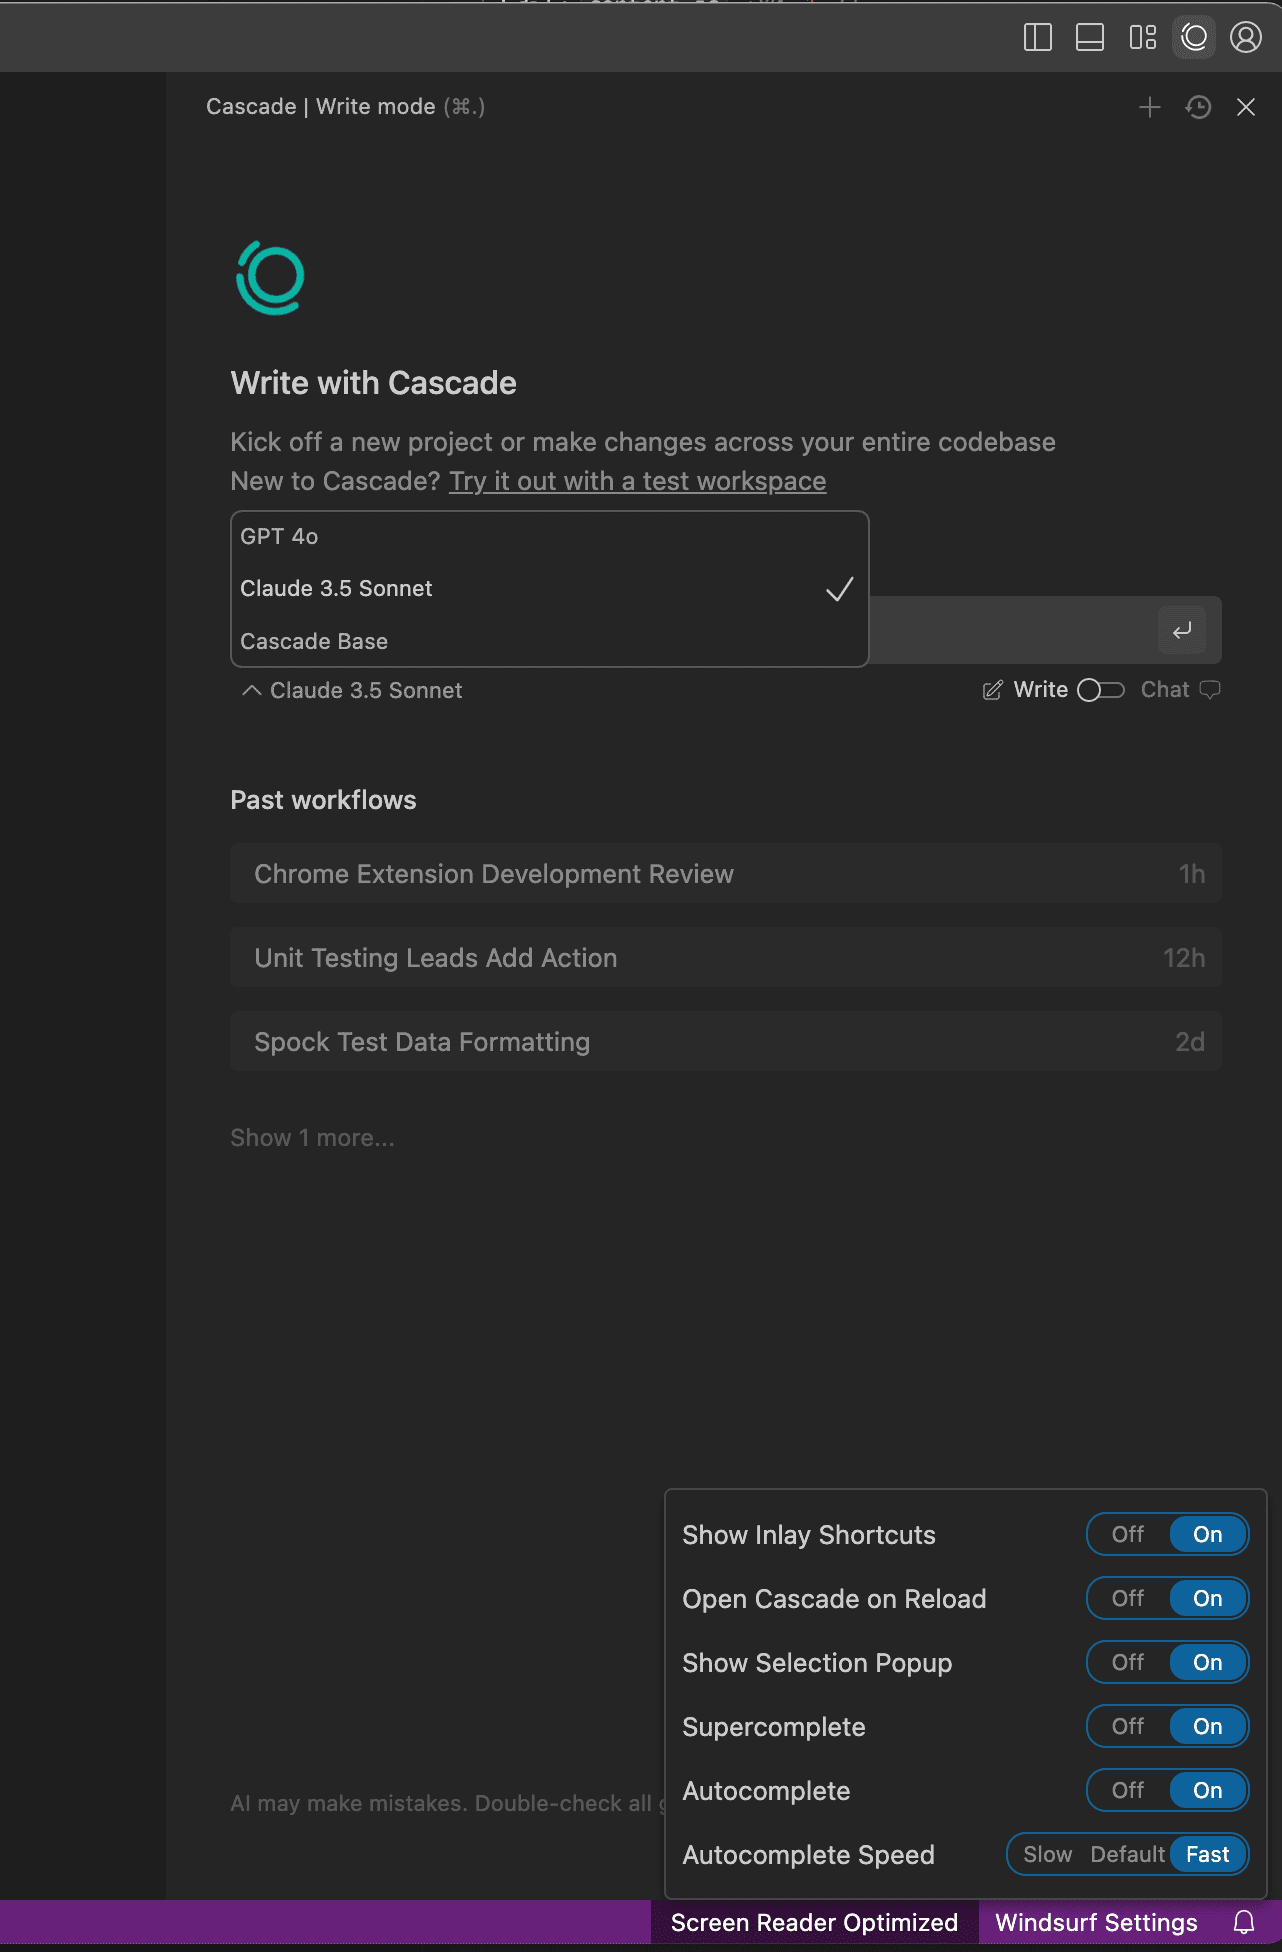 Cascade | Write mode (⌘.)
Write with Cascade
Kick off a new project or make changes across your entire codebase
New to Cascade? Try it out with a test workspace
GPT 4o
Claude 3.5 Sonnet
Cascade Base
Claude 3.5 Sonnet
Write Chat
Past workflows
Chrome Extension Development Review 1h
Unit Testing Leads Add Action 12h
Spock Test Data Formatting 2d
Show 1 more...
Show Inlay Shortcuts Off On
Open Cascade on Reload Off On
Show Selection Popup Off On
Supercomplete Off On
AI may make mistakes. Double-check all
Autocomplete Off On
Autocomplete Speed Slow Default Fast
Screen Reader Optimized Windsurf Settings